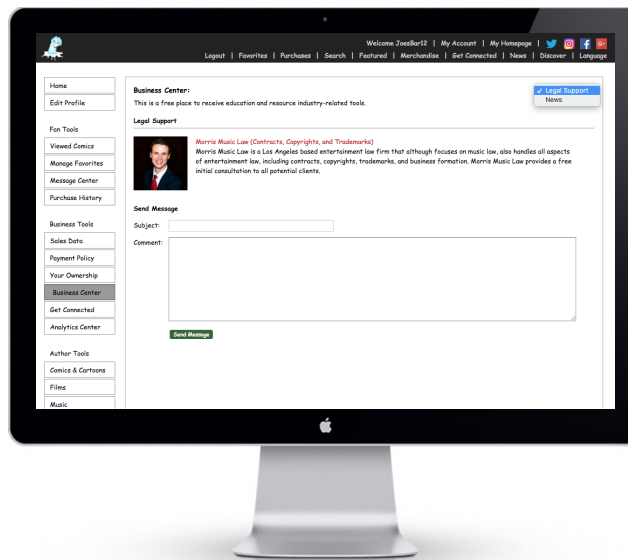 Welcome JoesBar12 | My Account | My Homepage |
Logout | Favorites | Purchases | Search | Featured | Merchandise | Get Connected | News | Discover | Language
Home
Edit Profile
Fan Tools
Viewed Comics
Manage Favorites
Message Center
Purchase History
Business Tools
Sales Data
Payment Policy
Your Ownership
Business Center
Get Connected
Analytics Center
Author Tools
Comics & Cartoons
Films
Music
Business Center:
This is a free place to receive education and resource industry-related tools.
✓ Legal Support
News
Legal Support
Morris Music Law (Contracts, Copyrights, and Trademarks)
Morris Music Law is a Los Angeles based entertainment law firm that although focuses on music law, also handles all aspects
of entertainment law, including contracts, copyrights, trademarks, and business formation. Morris Music Law provides a free
initial consultation to all potential clients.
Send Message
Subject:
Comment:
Send Message